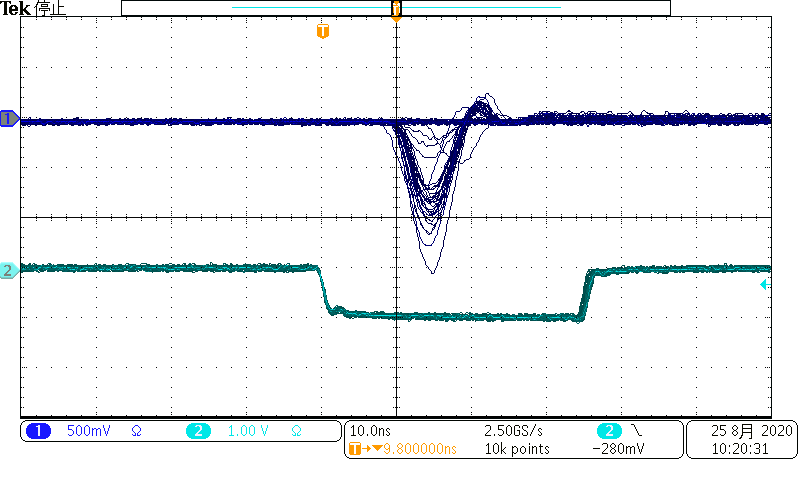 Tek 停止
T
T
1
2
1 500mV Ω 2 1.00 V Ω
10.0ns 2.50GS/s 2
T→▼9.800000ns 10k points −280mV
25 8月 2020
10:20:31